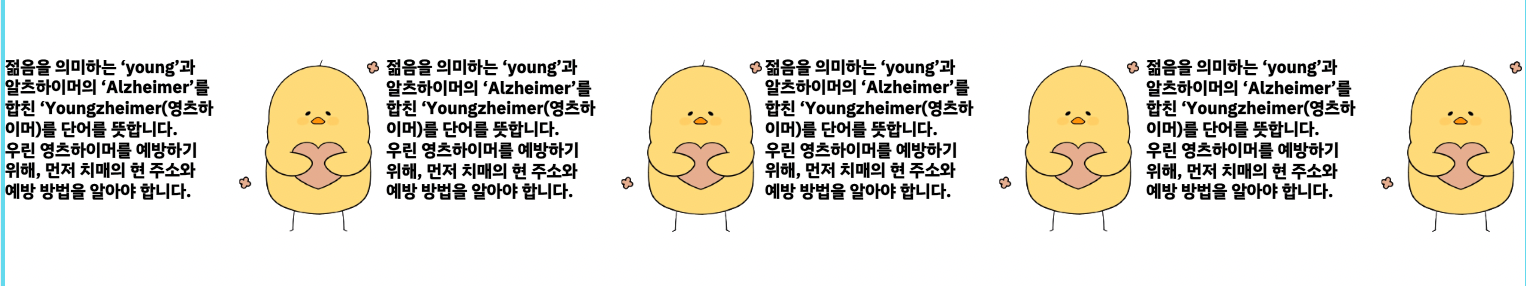 젊음을 의미하는 ‘young’과
알츠하이머의 ‘Alzheimer’를
합친 ‘Youngzheimer(영츠하
이머)를 단어를 뜻합니다.
우린 영츠하이머를 예방하기
위해, 먼저 치매의 현 주소와
예방 방법을 알아야 합니다.
젊음을 의미하는 ‘young’과
알츠하이머의 ‘Alzheimer’를
합친 ‘Youngzheimer(영츠하
이머)를 단어를 뜻합니다.
우린 영츠하이머를 예방하기
위해, 먼저 치매의 현 주소와
예방 방법을 알아야 합니다.
젊음을 의미하는 ‘young’과
알츠하이머의 ‘Alzheimer’를
합친 ‘Youngzheimer(영츠하
이머)를 단어를 뜻합니다.
우린 영츠하이머를 예방하기
위해, 먼저 치매의 현 주소와
예방 방법을 알아야 합니다.
젊음을 의미하는 ‘young’과
알츠하이머의 ‘Alzheimer’를
합친 ‘Youngzheimer(영츠하
이머)를 단어를 뜻합니다.
우린 영츠하이머를 예방하기
위해, 먼저 치매의 현 주소와
예방 방법을 알아야 합니다.